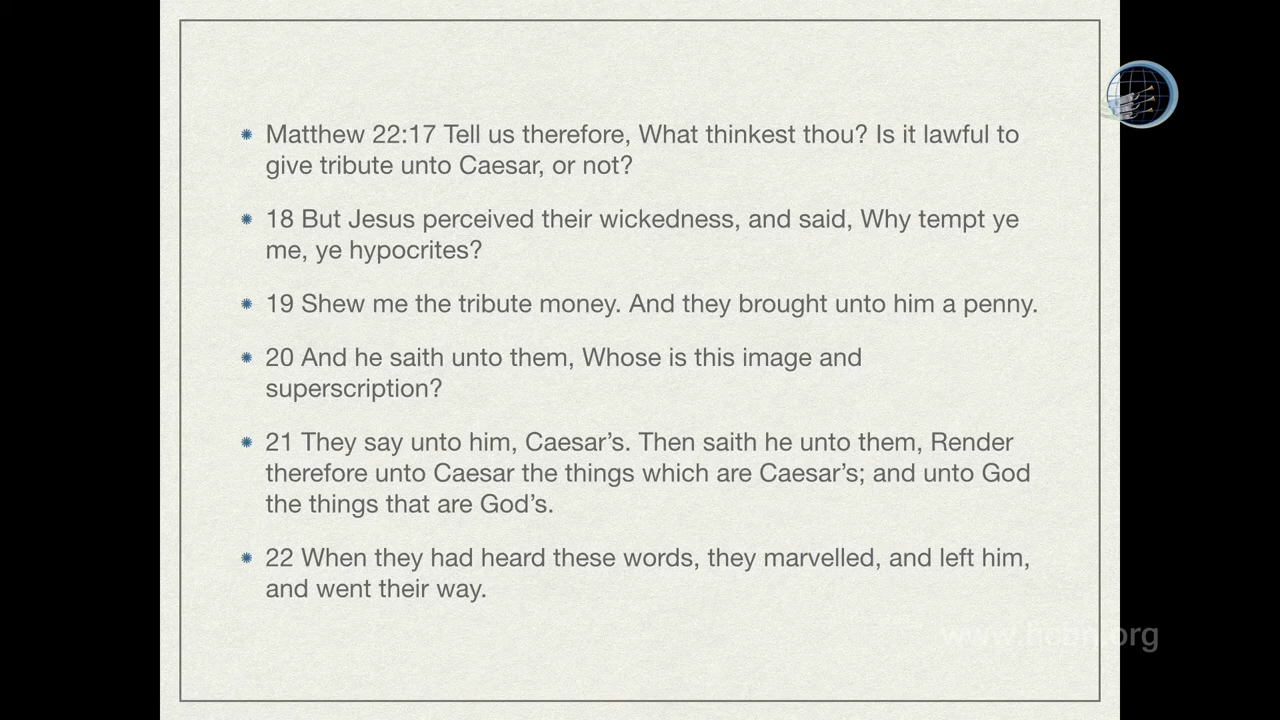 Matthew 22:17 Tell us therefore, What thinkest thou? Is it lawful to
give tribute unto Caesar, or not?
18 But Jesus perceived their wickedness, and said, Why tempt ye
me, ye hypocrites?
19 Shew me the tribute money. And they brought unto him a penny.
20 And he saith unto them, Whose is this image and
superscription?
21 They say unto him, Caesar’s. Then saith he unto them, Render
therefore unto Caesar the things which are Caesar’s; and unto God
the things that are God’s.
22 When they had heard these words, they marvelled, and left him,
and went their way.
www.hcbn.org